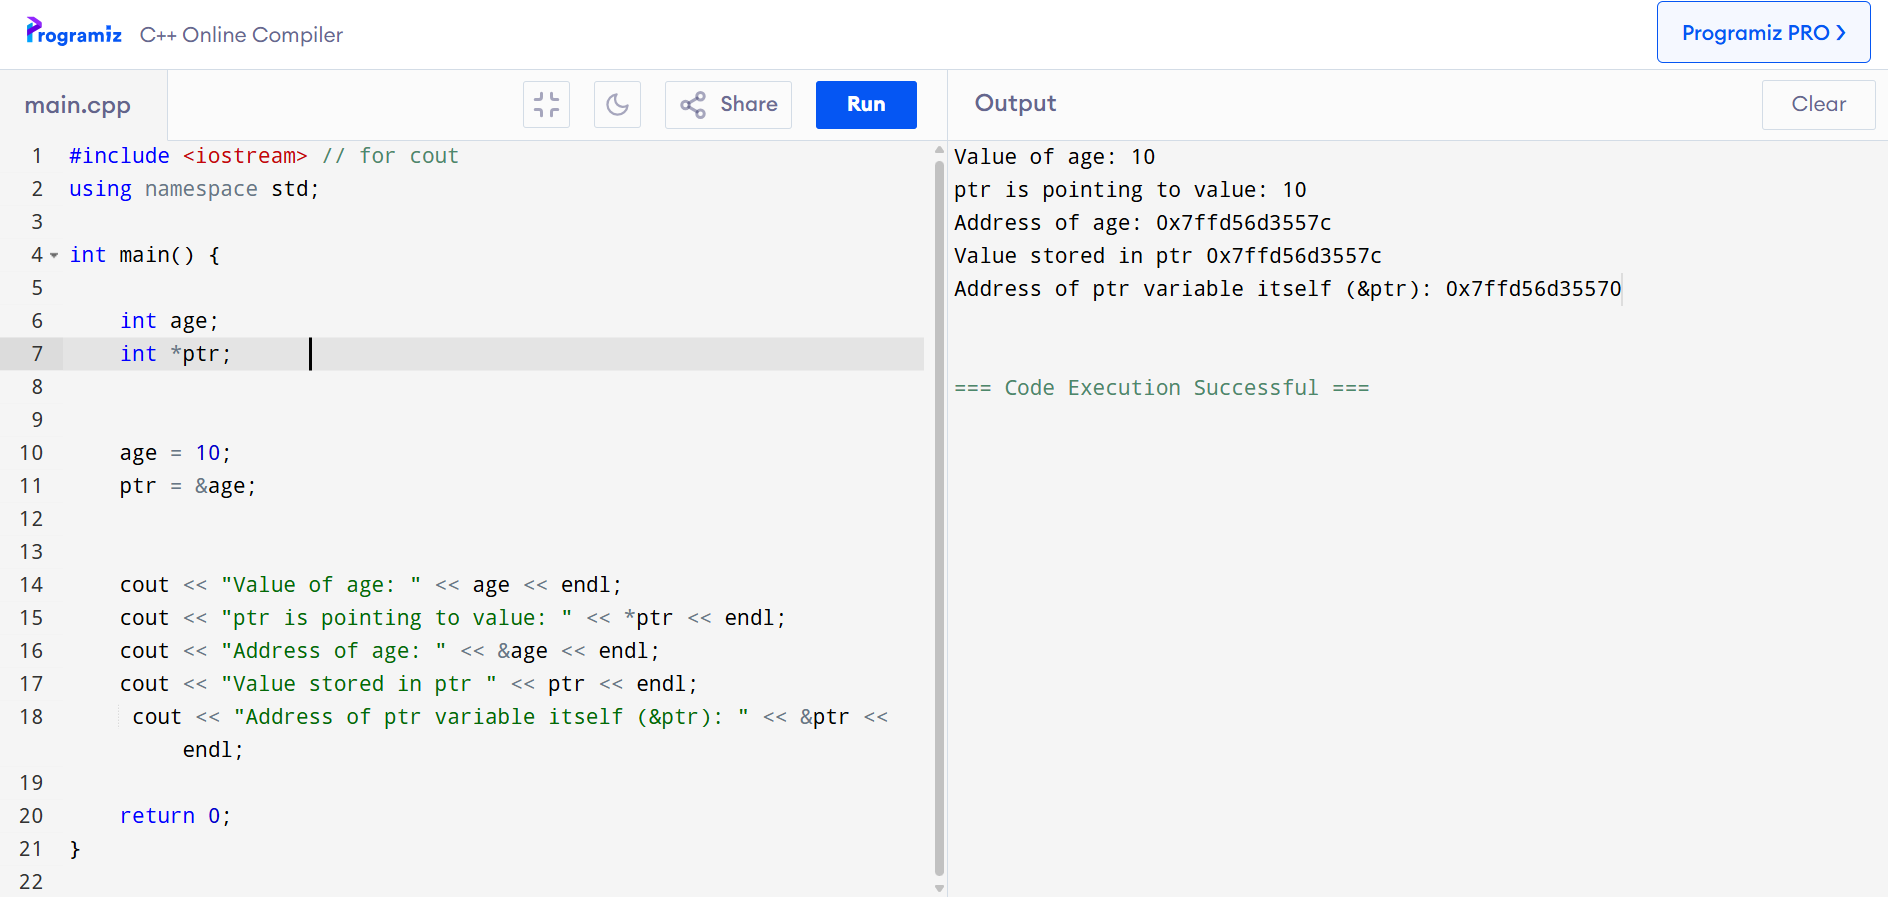 Programiz C++ Online Compiler
Programiz PRO ❯
main.cpp
Share
Run
Output
Clear
1 #include <iostream> // for cout
2 using namespace std;
3
4 int main() {
5
6     int age;
7     int *ptr;
8
9
10     age = 10;
11     ptr = &age;
12
13
14     cout << "Value of age: " << age << endl;
15     cout << "ptr is pointing to value: " << *ptr << endl;
16     cout << "Address of age: " << &age << endl;
17     cout << "Value stored in ptr " << ptr << endl;
18      cout << "Address of ptr variable itself (&ptr): " << &ptr <<
endl;
19
20     return 0;
21 }
22
Value of age: 10
ptr is pointing to value: 10
Address of age: 0x7ffd56d3557c
Value stored in ptr 0x7ffd56d3557c
Address of ptr variable itself (&ptr): 0x7ffd56d35570
=== Code Execution Successful ===